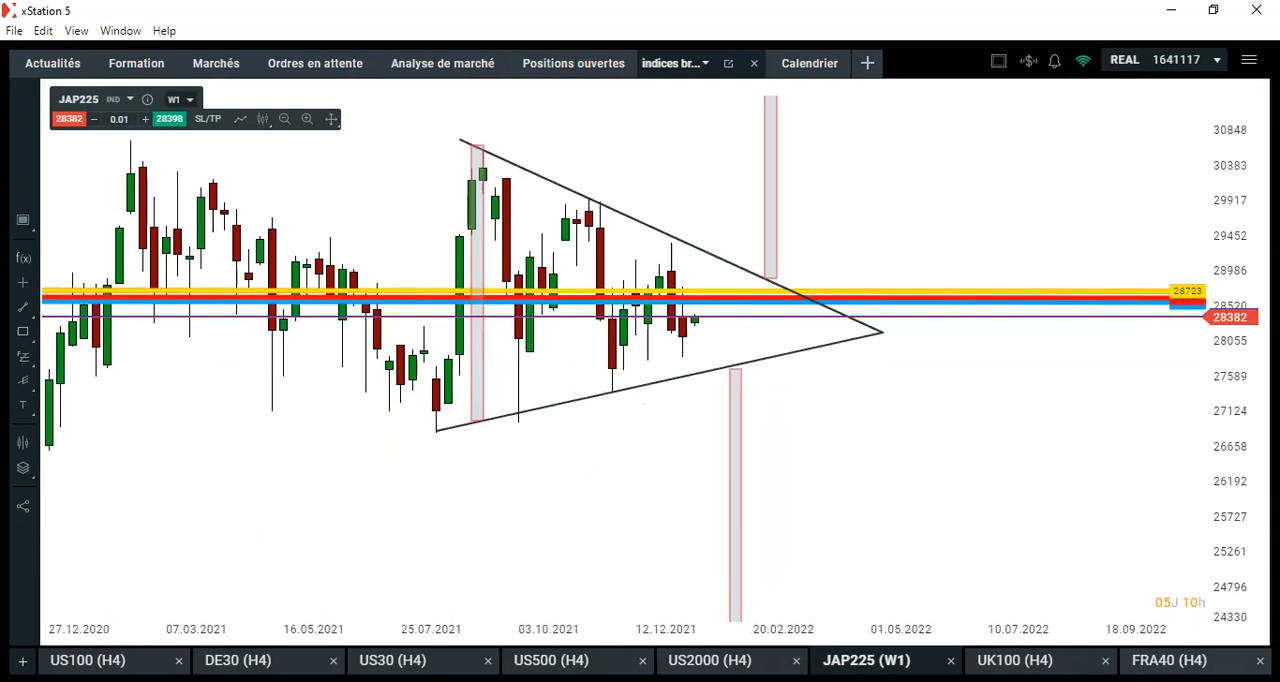 xStation 5
File Edit View Window Help
Actualités Formation Marchés Ordres en attente Analyse de marché Positions ouvertes indices br... Calendrier REAL 1641117
JAP225 IND W1
28382 0.01 28398 SL/TP
30848
30383
29917
29452
28986
28723
28520
28382
28055
27589
27124
26658
26192
25727
25261
24796
24330
f(x)
T
05J 10h
27.12.2020 07.03.2021 16.05.2021 25.07.2021 03.10.2021 12.12.2021 20.02.2022 01.05.2022 10.07.2022 18.09.2022
US100 (H4) DE30 (H4) US30 (H4) US500 (H4) US2000 (H4) JAP225 (W1) UK100 (H4) FRA40 (H4)